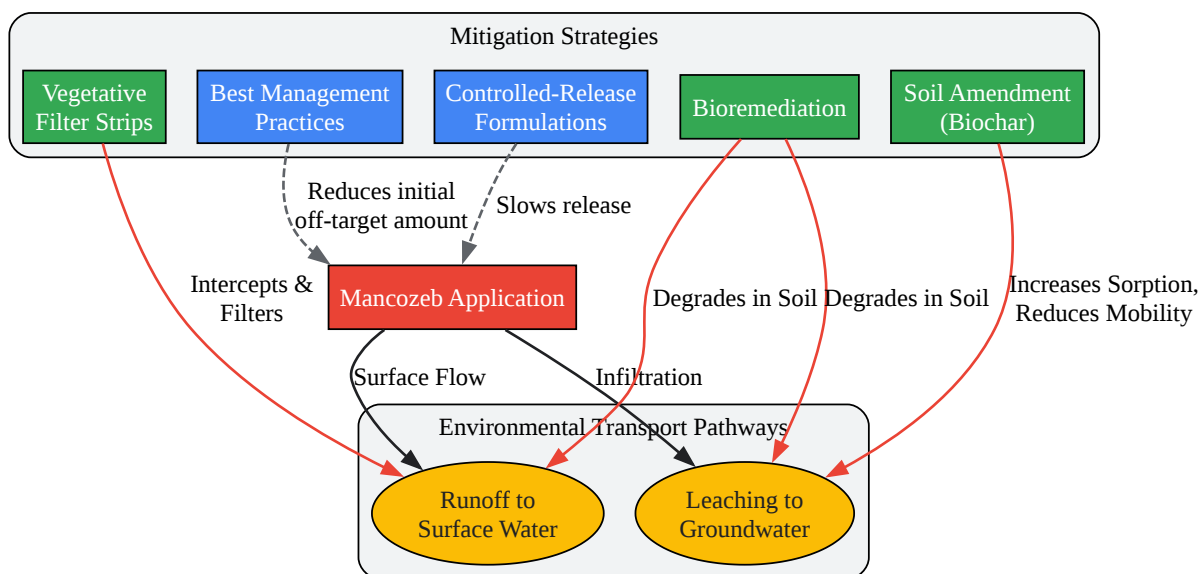 Mitigation Strategies
Vegetative
Filter Strips
Best Management
Practices
Controlled-Release
Formulations
Bioremediation
Soil Amendment
(Biochar)
Reduces initial
off-target amount
Slows release
Intercepts &
Filters
Mancozeb Application
Degrades in Soil
Degrades in Soil
Increases Sorption,
Reduces Mobility
Surface Flow
Infiltration
Environmental Transport Pathways
Runoff to
Surface Water
Leaching to
Groundwater